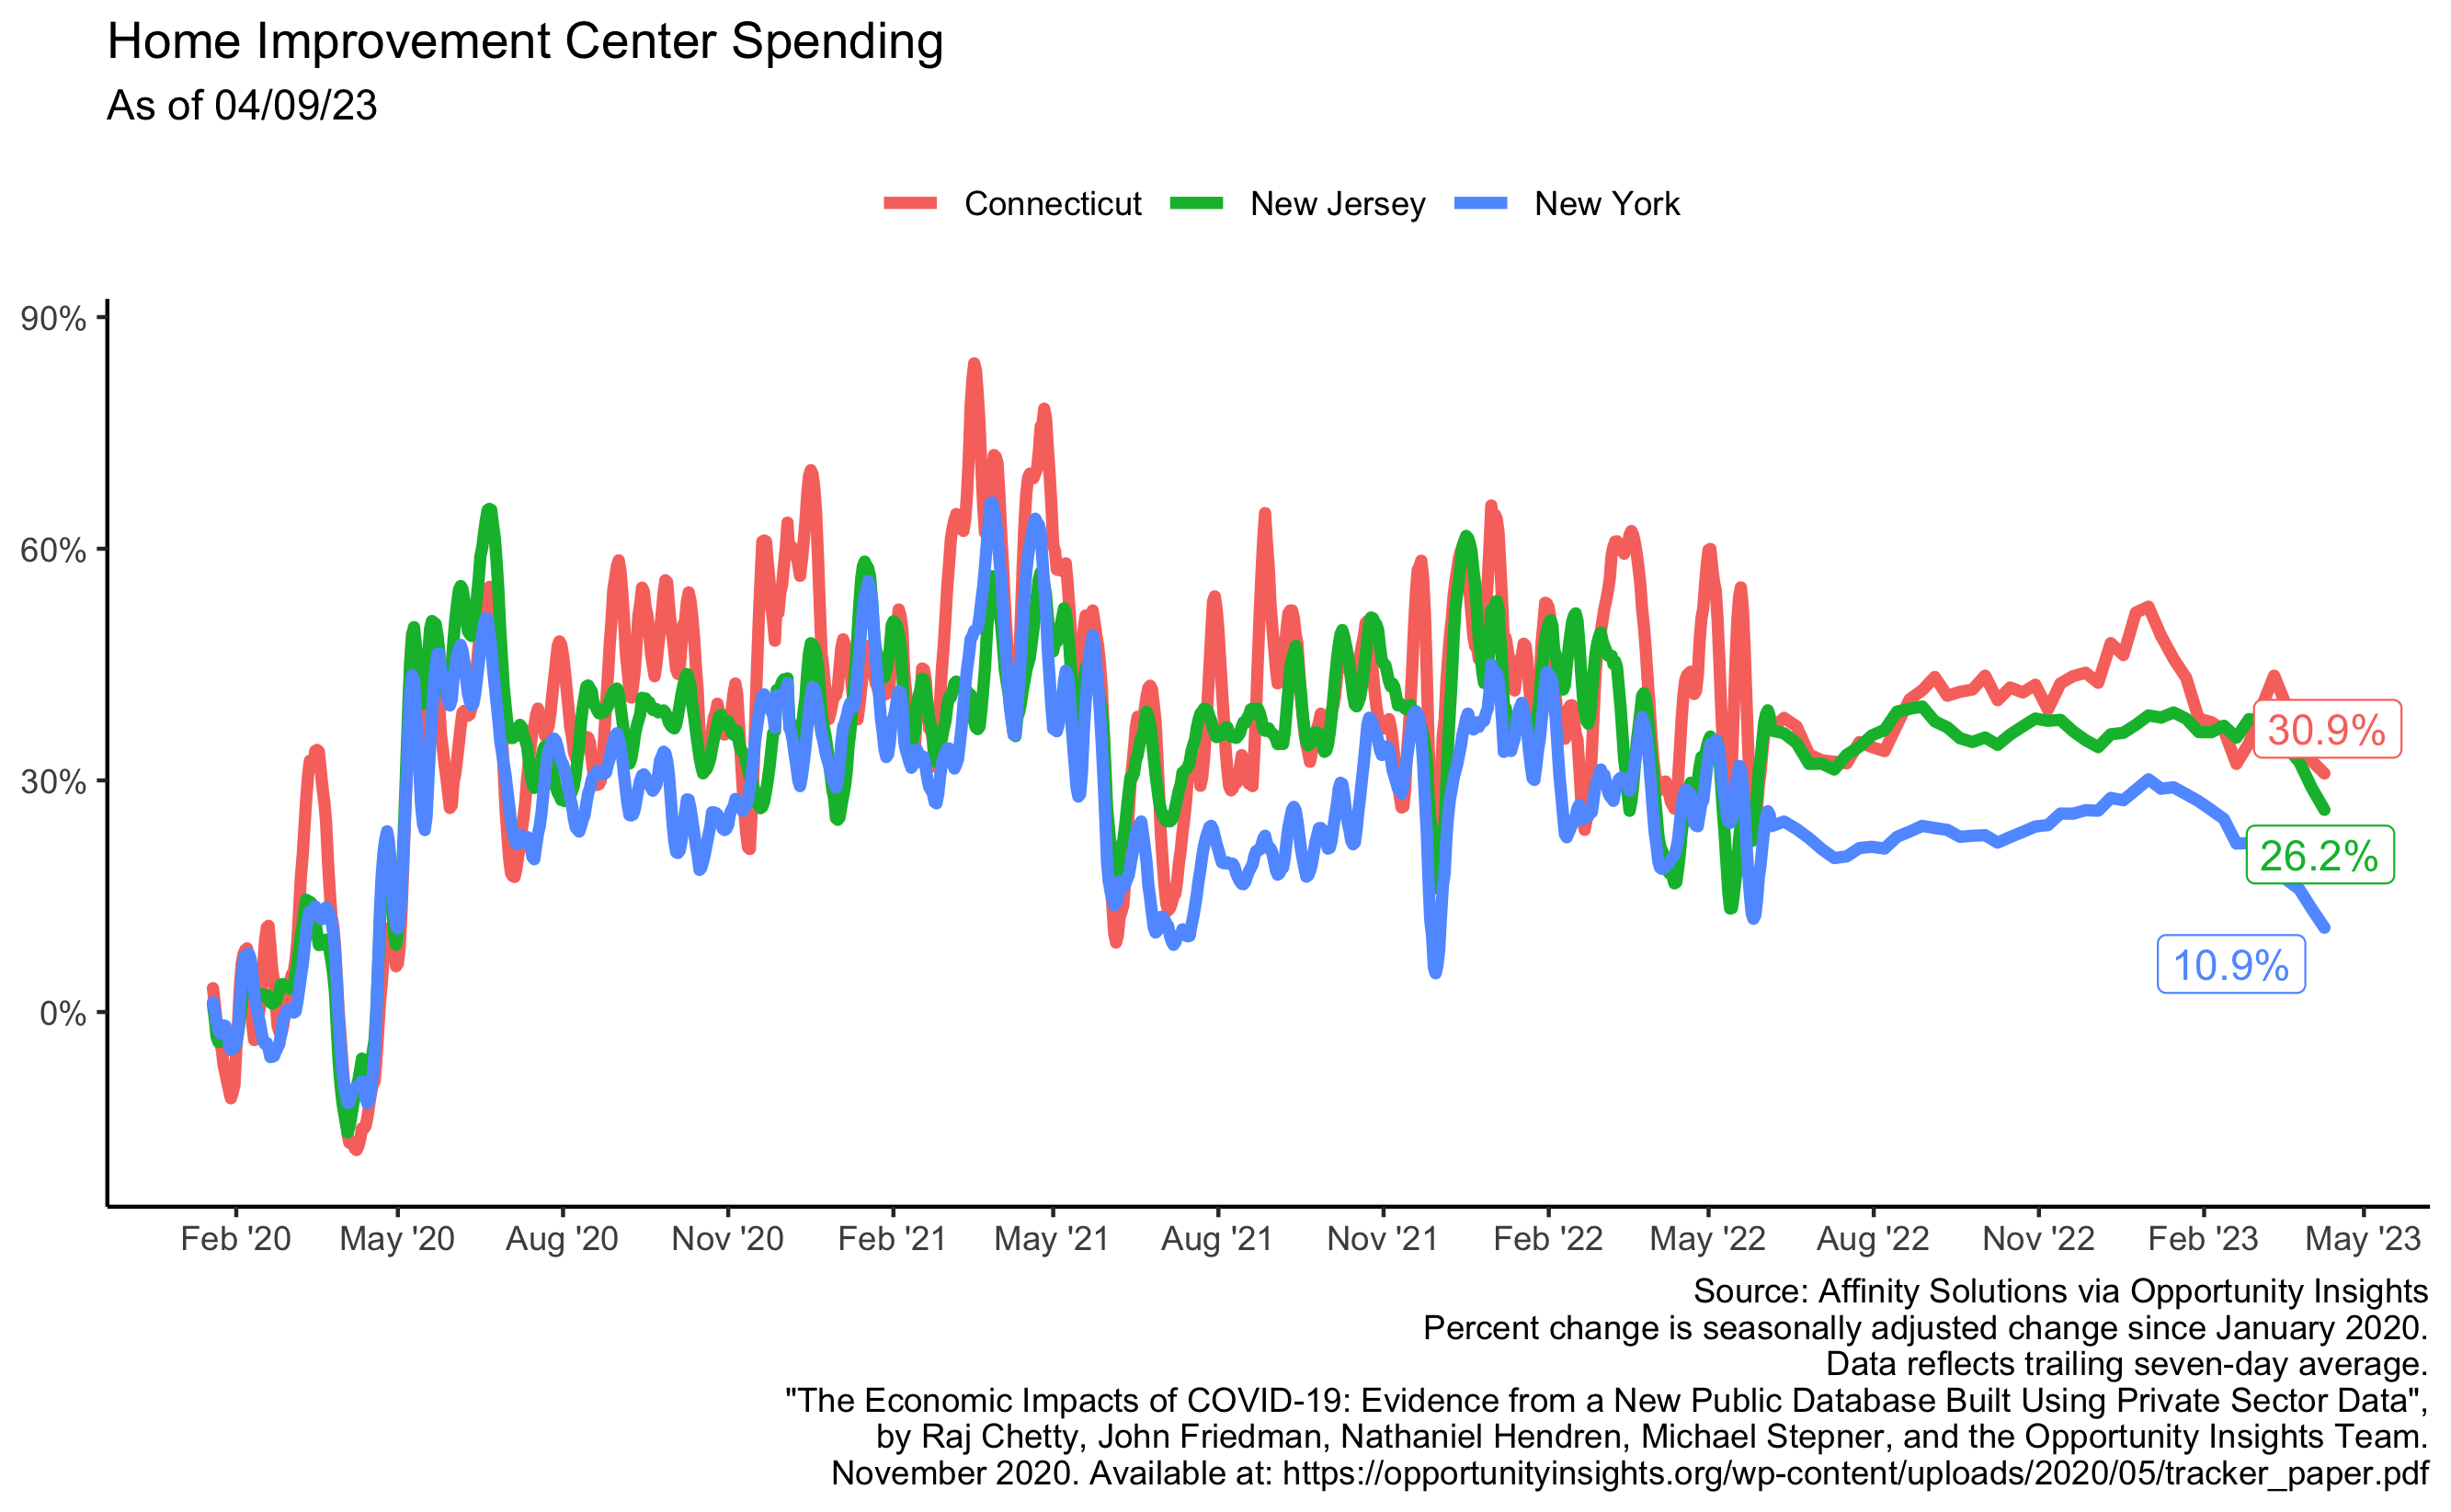 Home Improvement Center Spending
As of 04/09/23
Connecticut New Jersey New York
90%
60%
30%
0%
30.9%
26.2%
10.9%
Feb '20 May '20 Aug '20 Nov '20 Feb '21 May '21 Aug '21 Nov '21 Feb '22 May '22 Aug '22 Nov '22 Feb '23 May '23
Source: Affinity Solutions via Opportunity Insights
Percent change is seasonally adjusted change since January 2020.
Data reflects trailing seven-day average.
"The Economic Impacts of COVID-19: Evidence from a New Public Database Built Using Private Sector Data",
by Raj Chetty, John Friedman, Nathaniel Hendren, Michael Stepner, and the Opportunity Insights Team.
November 2020. Available at: https://opportunityinsights.org/wp-content/uploads/2020/05/tracker_paper.pdf